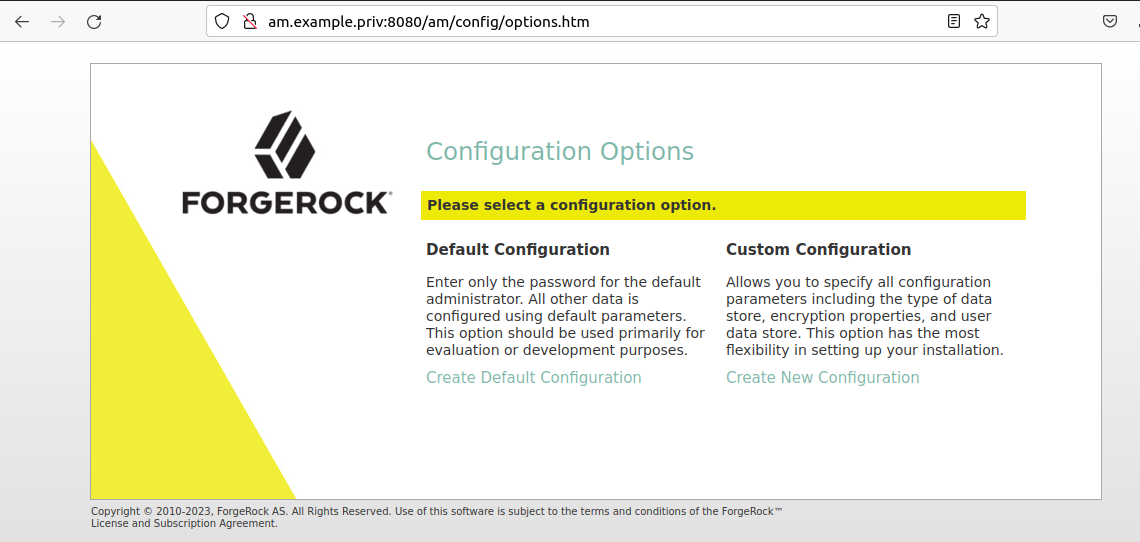 am.example.priv:8080/am/config/options.htm
FORGEROCK®
Configuration Options
Please select a configuration option.
Default Configuration
Enter only the password for the default
administrator. All other data is
configured using default parameters.
This option should be used primarily for
evaluation or development purposes.
Create Default Configuration
Custom Configuration
Allows you to specify all configuration
parameters including the type of data
store, encryption properties, and user
data store. This option has the most
flexibility in setting up your installation.
Create New Configuration
Copyright © 2010-2023, ForgeRock AS. All Rights Reserved. Use of this software is subject to the terms and conditions of the ForgeRock™
License and Subscription Agreement.